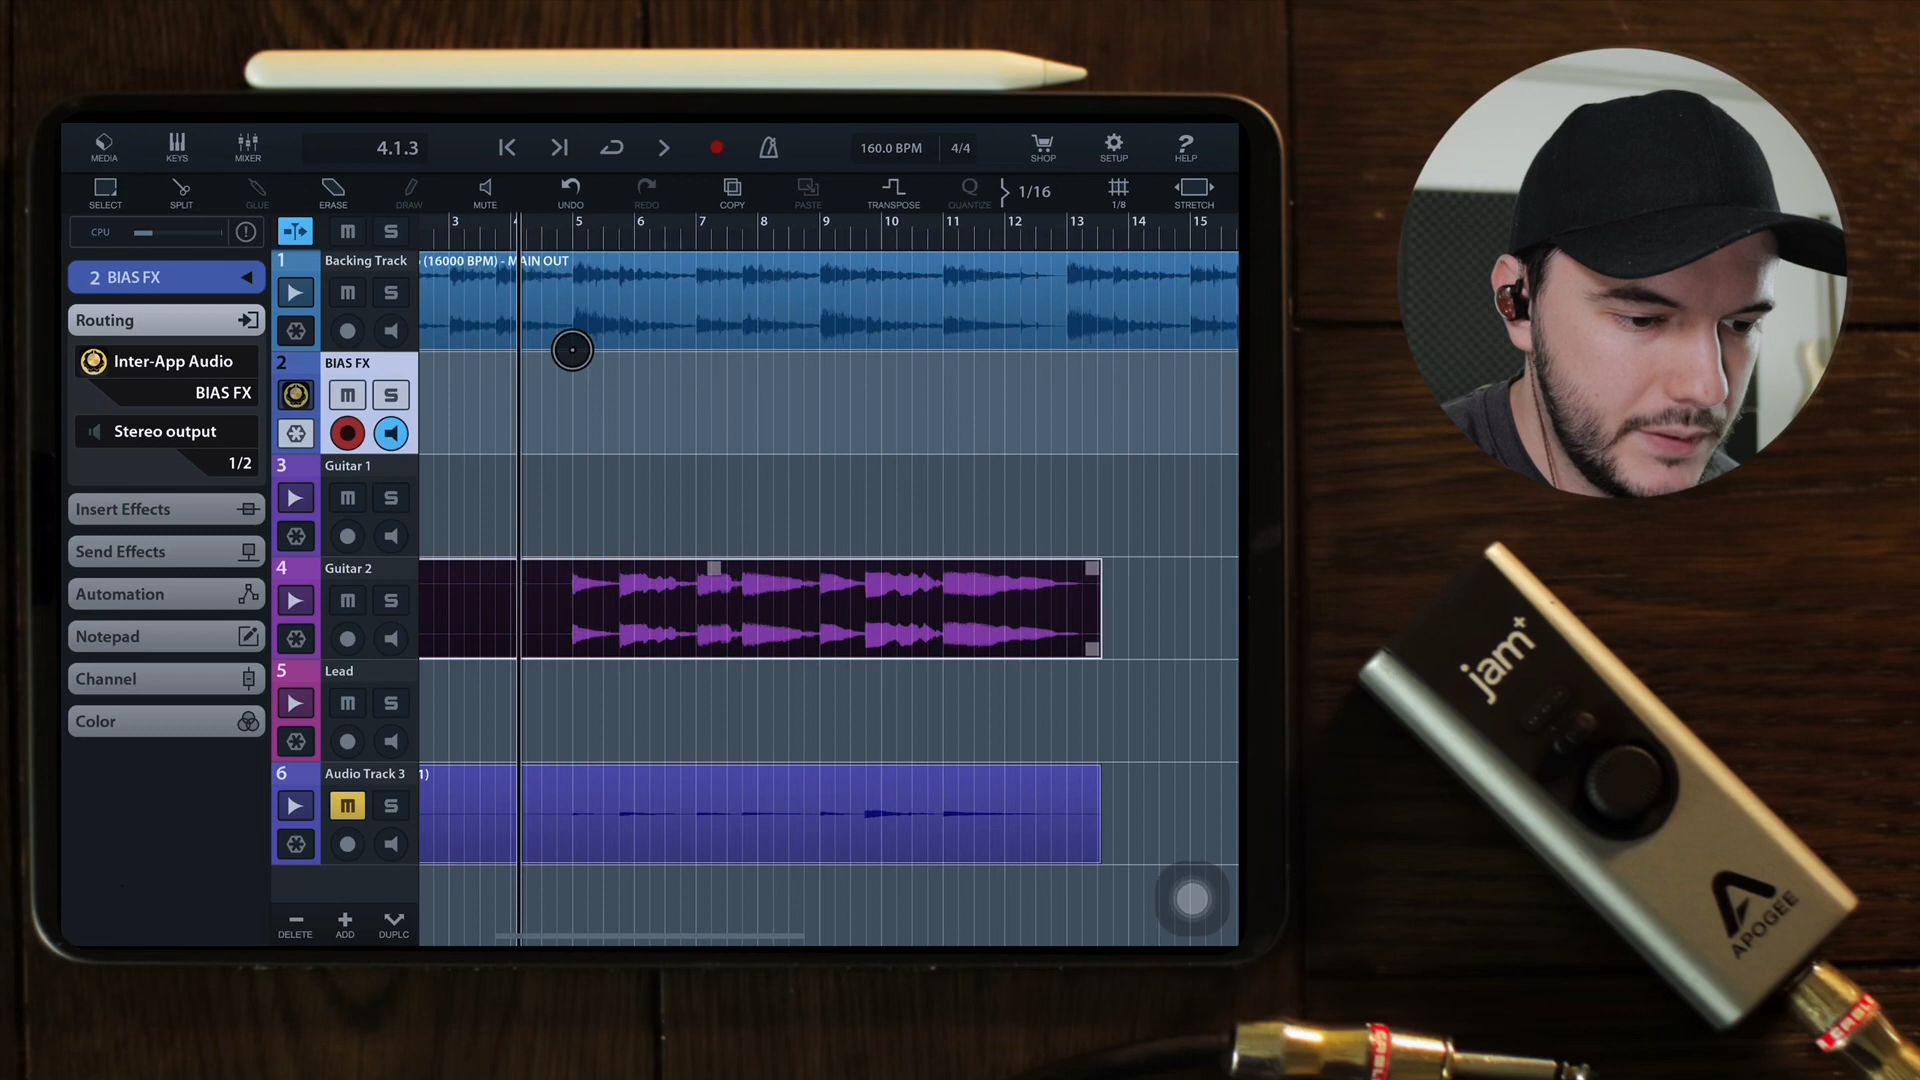 MEDIA
KEYS
MIXER
4.1.3
160.0 BPM
4/4
SHOP
SETUP
?
HELP
SELECT
SPLIT
GLUE
ERASE
DRAW
MUTE
UNDO
REDO
COPY
PASTE
TRANSPOSE
QUANTIZE
1/16
1/8
STRETCH
CPU
M
S
3
4
5
6
7
8
9
10
11
12
13
14
15
2 BIAS FX
1
Backing Track
(16000 BPM) - MAIN OUT
M
S
Routing
Inter-App Audio
BIAS FX
Stereo output
1/2
2
BIAS FX
M
S
3
Guitar 1
M
S
Insert Effects
Send Effects
Automation
Notepad
Channel
Color
4
Guitar 2
M
S
5
Lead
M
S
6
Audio Track 3
1)
M
S
DELETE
ADD
DUPLC
jam+
APOGEE